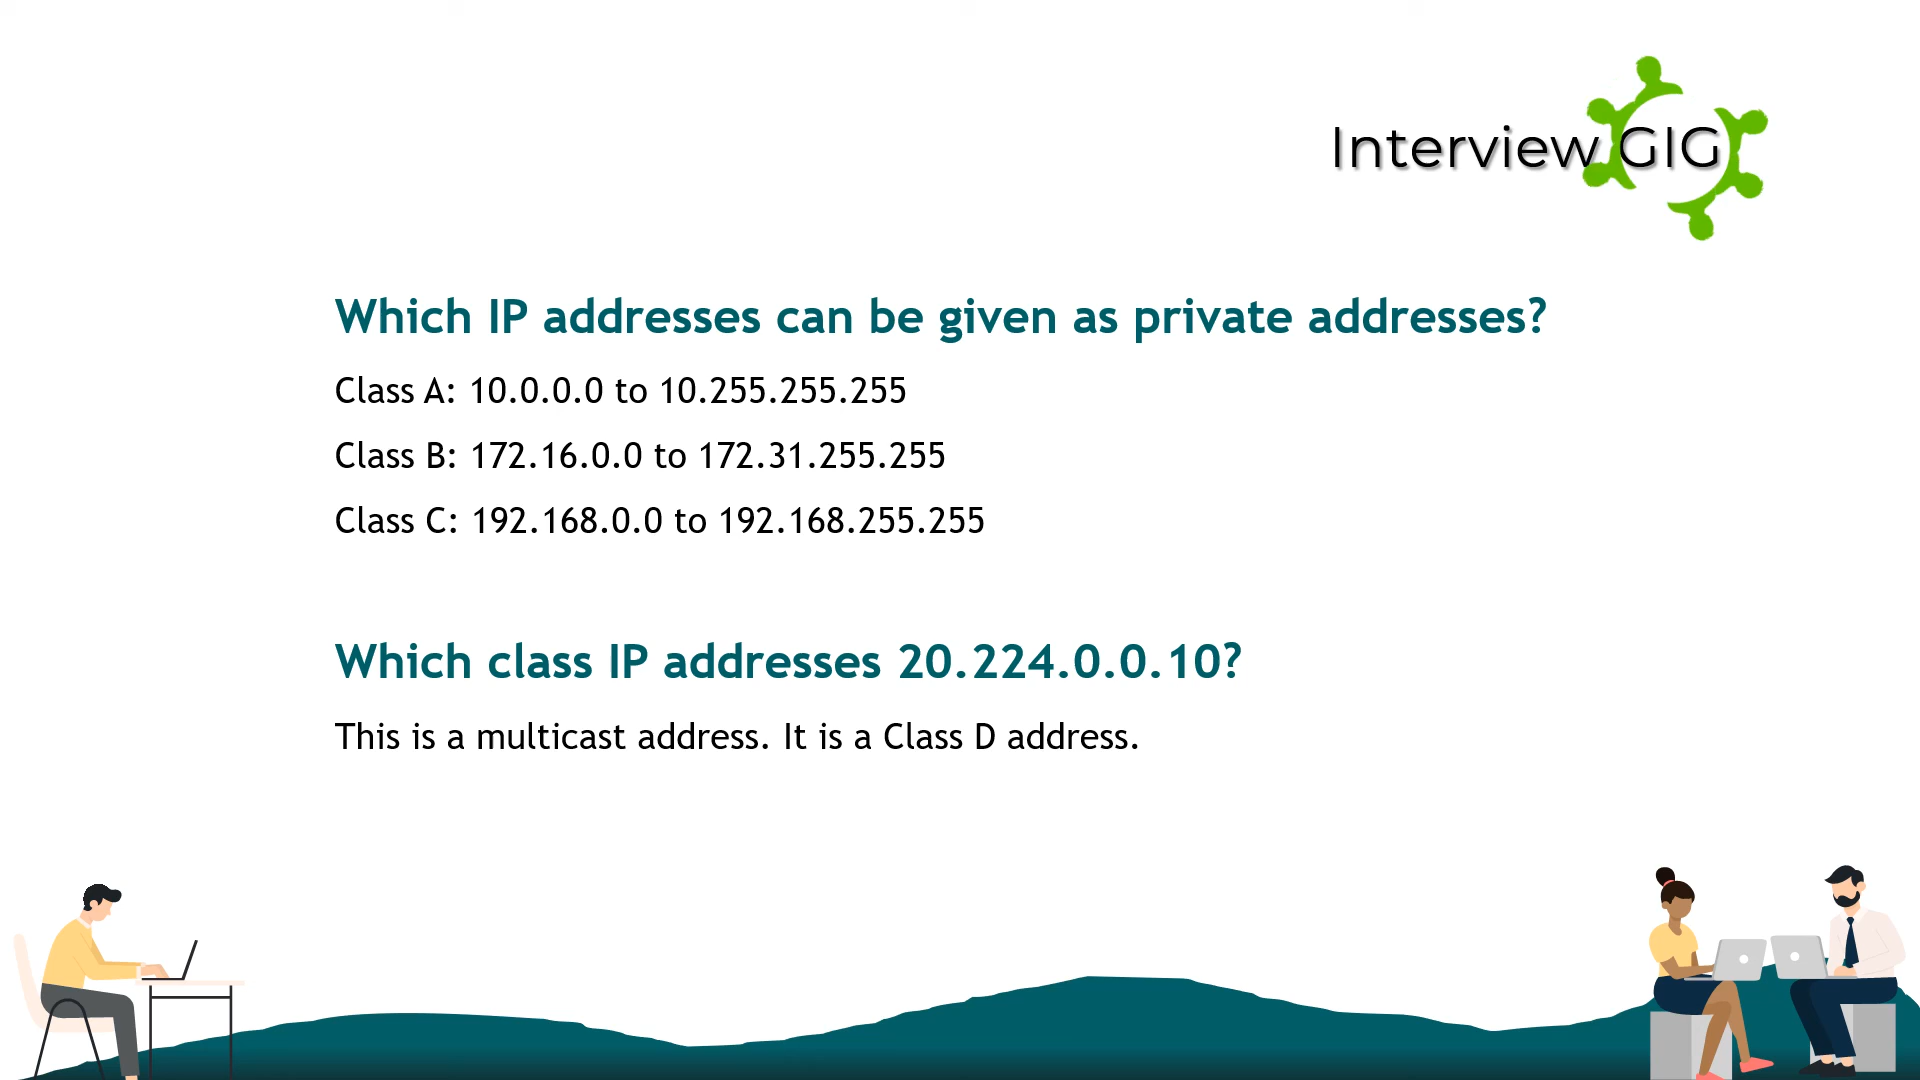 Interview GIG
Which IP addresses can be given as private addresses?
Class A: 10.0.0.0 to 10.255.255.255
Class B: 172.16.0.0 to 172.31.255.255
Class C: 192.168.0.0 to 192.168.255.255
Which class IP addresses 20.224.0.0.10?
This is a multicast address. It is a Class D address.